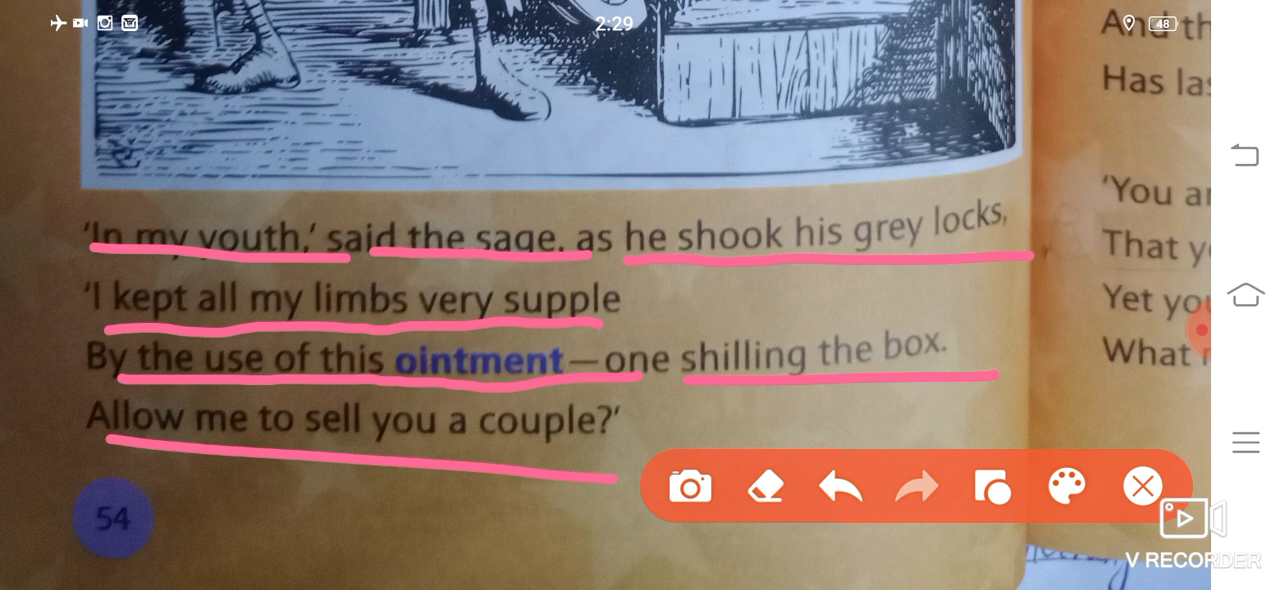 2:29
48
And th
Has las
'In my youth,' said the sage, as he shook his grey locks,
'I kept all my limbs very supple
By the use of this ointment—one shilling the box.
Allow me to sell you a couple?'
54
'You ar
That y
Yet you
What
V RECORDER